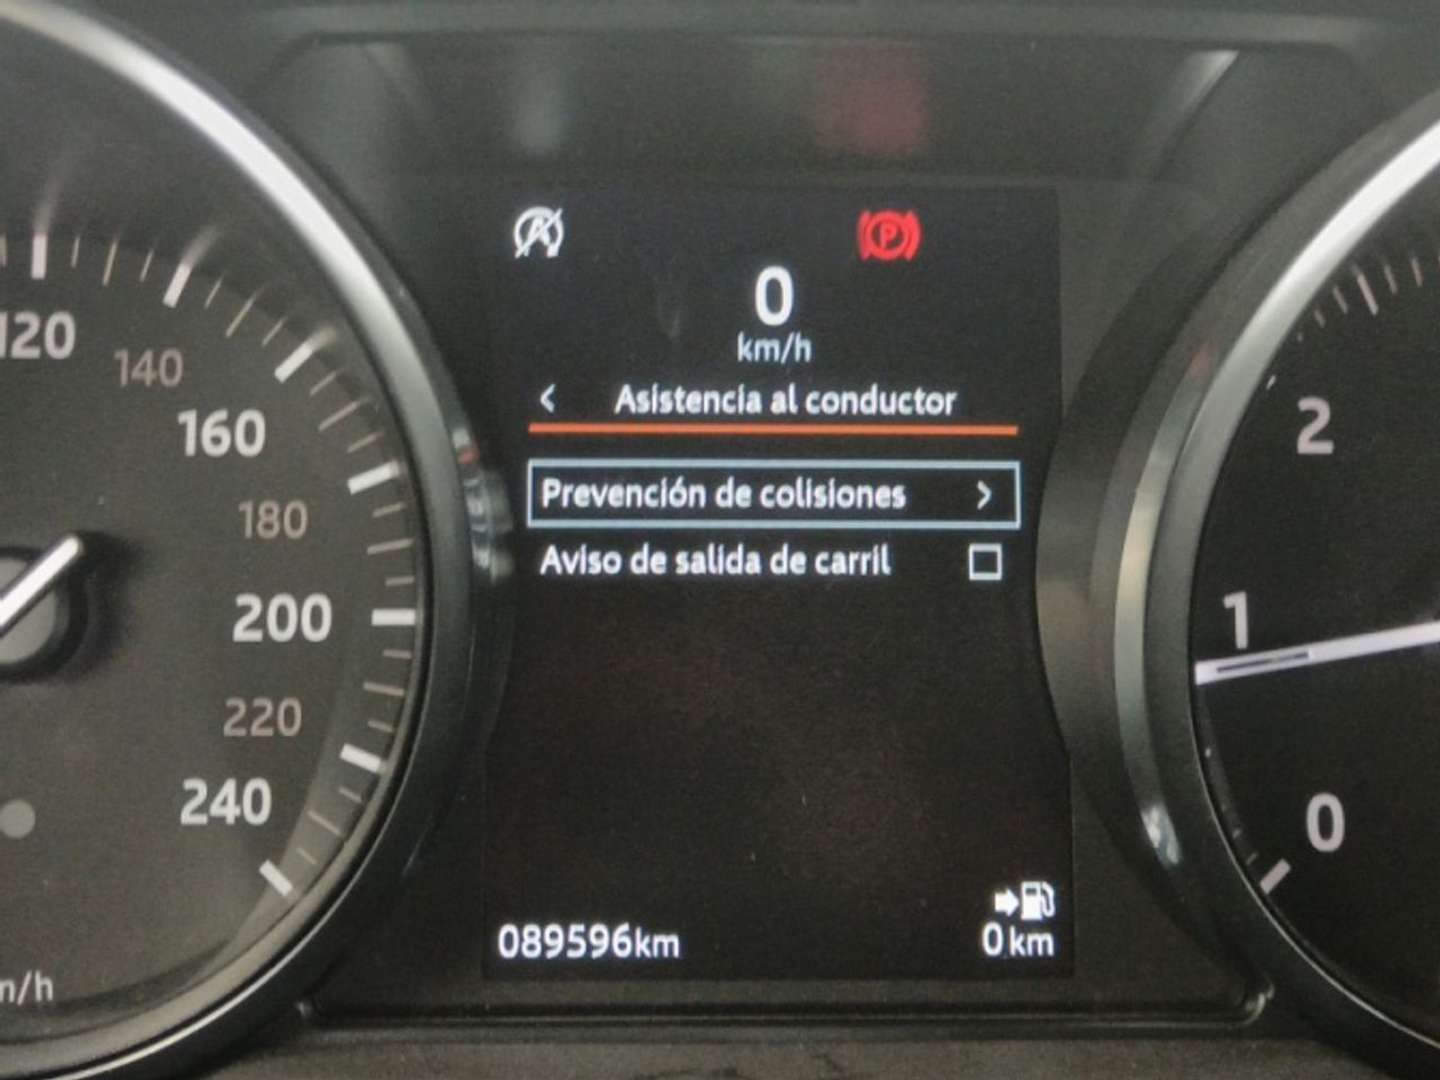 P
0
km/h
Asistencia al conductor
Prevención de colisiones
Aviso de salida de carril
089596km
0 km
120
140
160
180
200
220
240
2
1
0